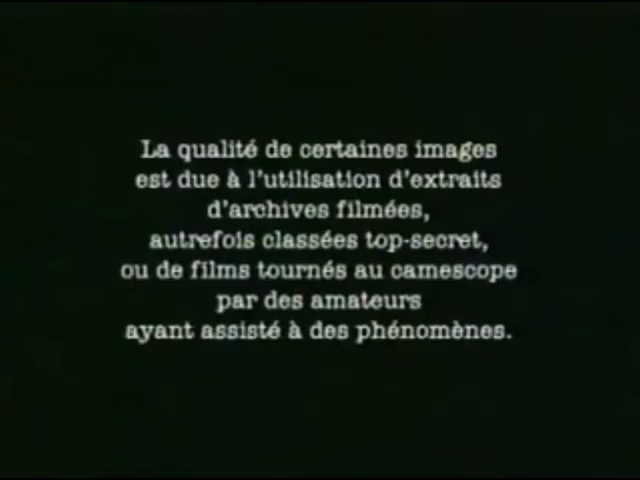 La qualité de certaines images
est due à l'utilisation d'extraits
d'archives filmées,
autrefois classées top-secret,
ou de films tournés au camescope
par des amateurs
ayant assisté à des phénomènes.